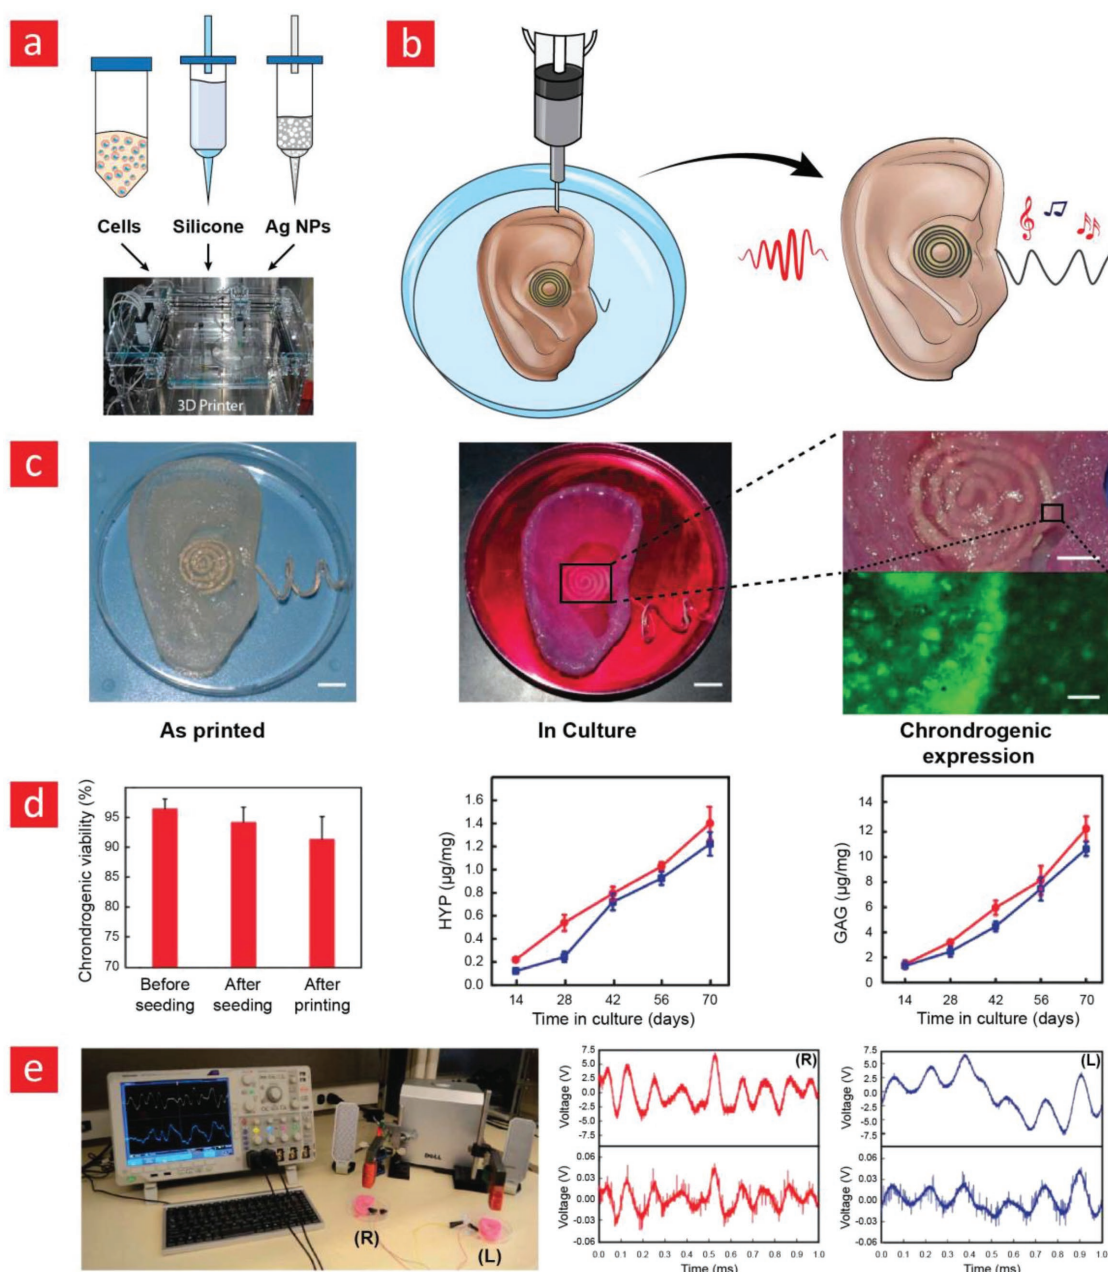 a
Cells
Silicone
Ag NPs
3D Printer
b
c
As printed
In Culture
Chrondrogenic
expression
d
Chrondrogenic viability (%)
95
90
85
80
75
70
Before
seeding
After
seeding
After
printing
HYP (µg/mg)
1.6
1.4
1.2
1.0
0.8
0.6
0.4
0.2
0.0
14
28
42
56
70
Time in culture (days)
GAG (µg/mg)
14
12
10
8
6
4
2
0
14
28
42
56
70
Time in culture (days)
e
DELL
(R)
(L)
(R)
Voltage (V)
7.5
5.0
2.5
0.0
-2.5
-5.0
-7.5
Voltage (V)
0.06
0.03
0.00
-0.03
-0.06
0.0 0.1 0.2 0.3 0.4 0.5 0.6 0.7 0.8 0.9 1.0
Time (ms)
(L)
Voltage (V)
7.5
5.0
2.5
0.0
-2.5
-5.0
-7.5
Voltage (V)
0.06
0.03
0.00
-0.03
-0.06
0.0 0.1 0.2 0.3 0.4 0.5 0.6 0.7 0.8 0.9 1.0
Time (ms)